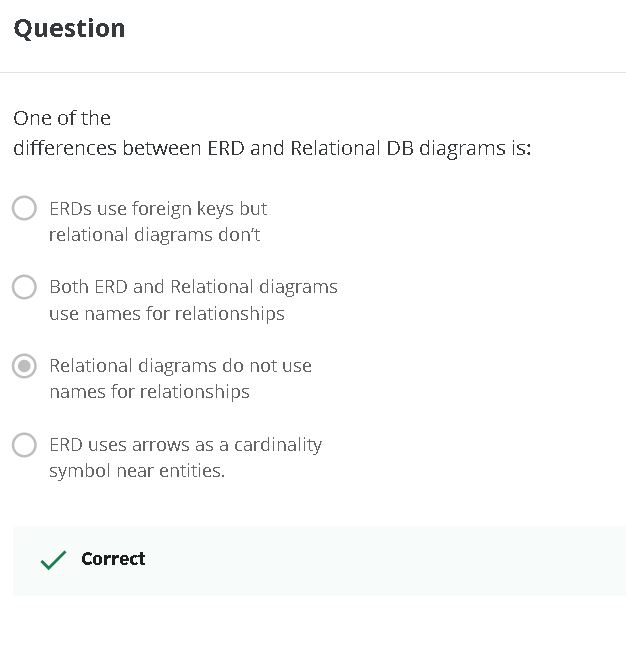 Question
One of the
differences between ERD and Relational DB diagrams is:
ERDs use foreign keys but
relational diagrams don't
Both ERD and Relational diagrams
use names for relationships
Relational diagrams do not use
names for relationships
ERD uses arrows as a cardinality
symbol near entities.
Correct